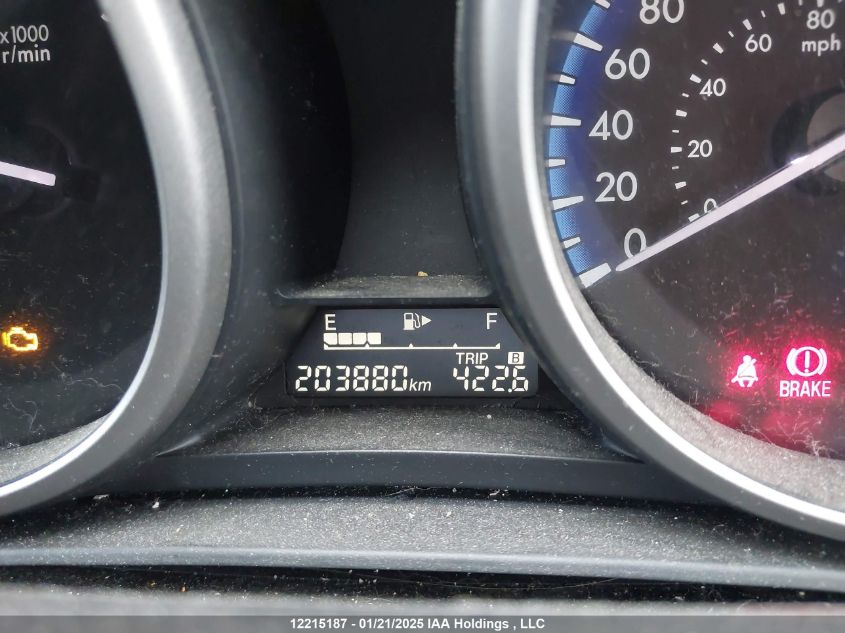 x1000
r/min
80
60
40
20
0
80
mph
60
40
20
0
E F
TRIP B
203880km 422.6
BRAKE
12215187 - 01/21/2025 IAA Holdings , LLC